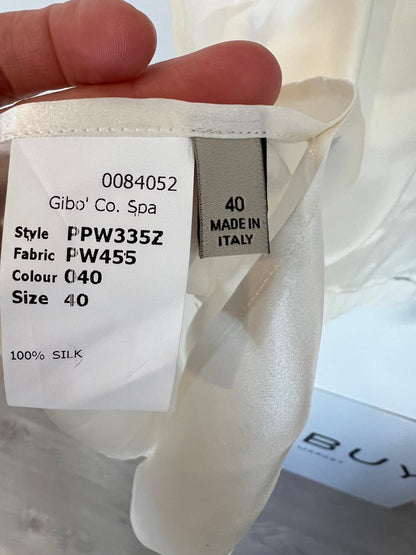 0084052
Gibo' Co. Spa
Style PPW335Z
Fabric PW455
Colour 040
Size 40
100% SILK
40
MADE IN
ITALY
BUY